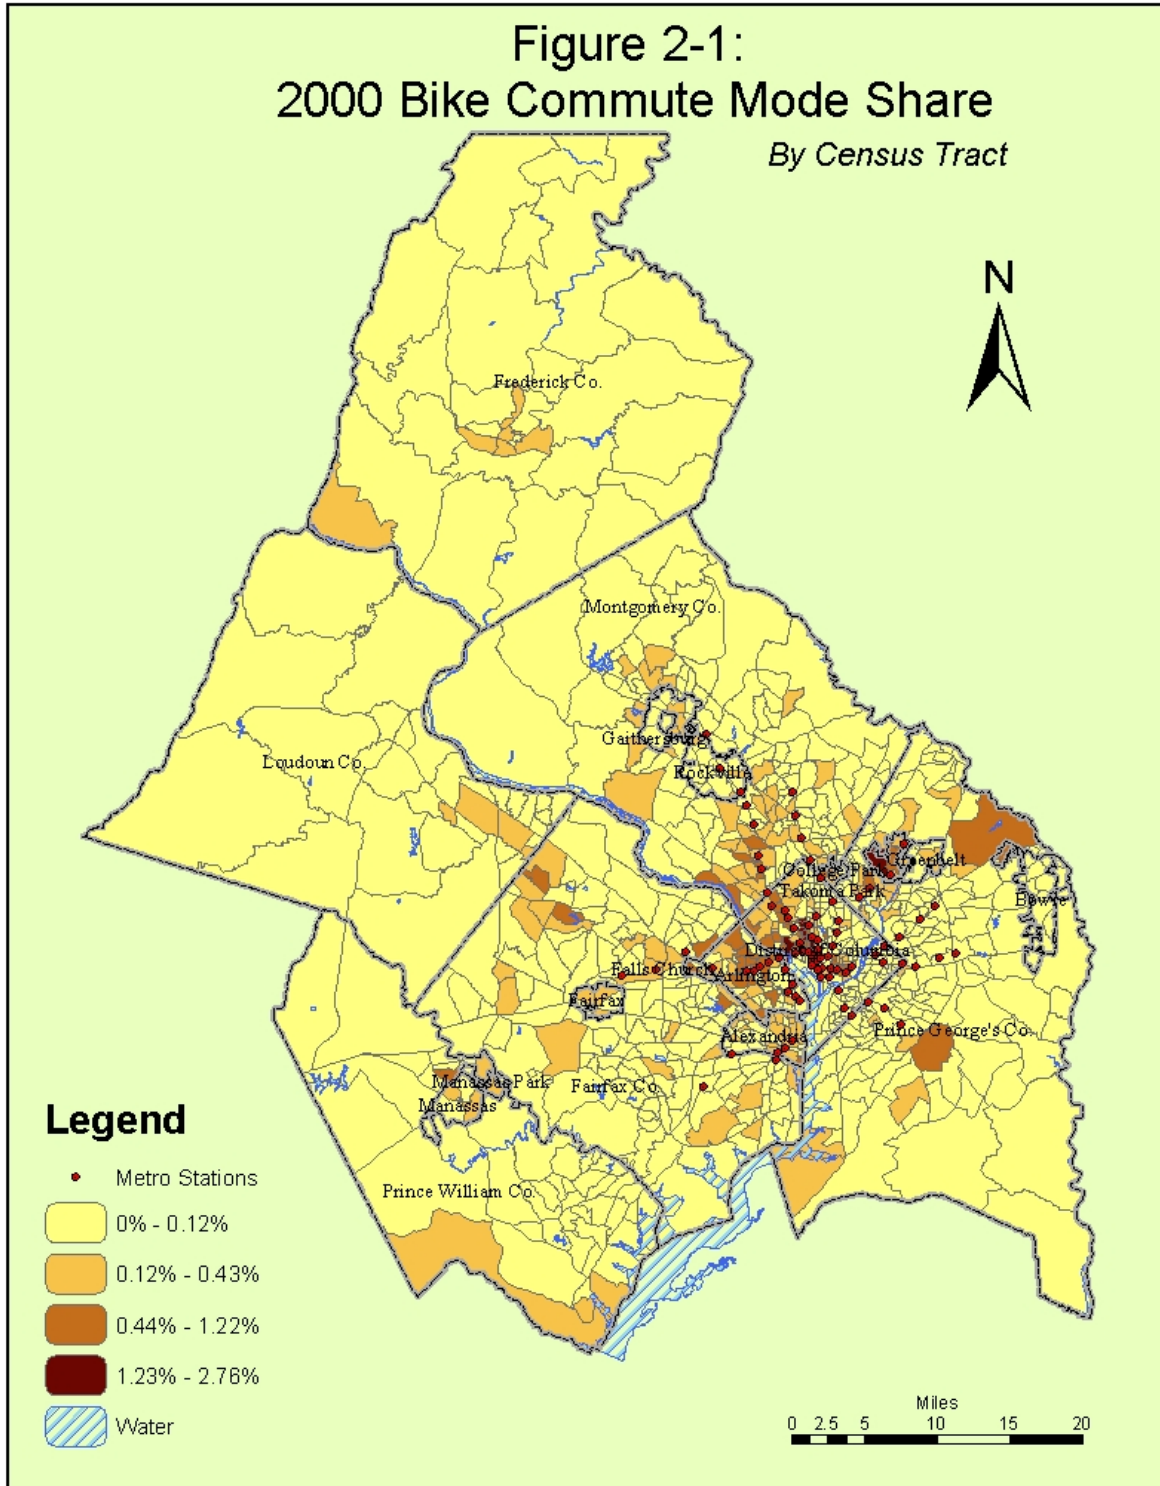 Figure 2-1:
2000 Bike Commute Mode Share
By Census Tract
N
Frederick Co.
Montgomery Co.
Gaithersburg
Loudoun Co.
Rockville
Greenbelt
College Park
Takoma Park
Bowie
District of Columbia
Falls Church
Arlington
Fairfax
Prince George's Co.
Alexandria
Manassas Park
Fairfax Co.
Manassas
Prince William Co.
Legend
Metro Stations
0% - 0.12%
0.12% - 0.43%
0.44% - 1.22%
1.23% - 2.76%
Water
Miles
0 2.5 5 10 15 20